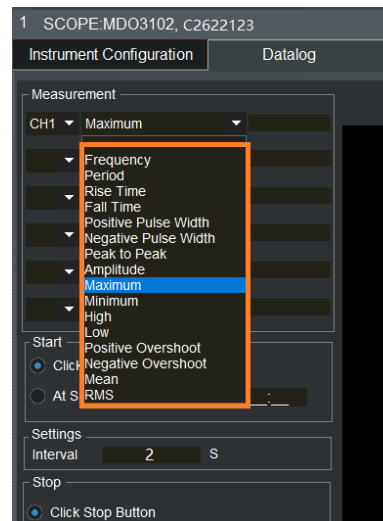 1 SCOPE:MDO3102, C2622123
Instrument Configuration Datalog
Measurement
CH1 Maximum
Frequency
Period
Rise Time
Fall Time
Positive Pulse Width
Negative Pulse Width
Peak to Peak
Amplitude
Maximum
Minimum
High
Low
Positive Overshoot
Negative Overshoot
Mean
RMS
Start
Click
At S __:__
Settings
Interval 2 S
Stop
Click Stop Button